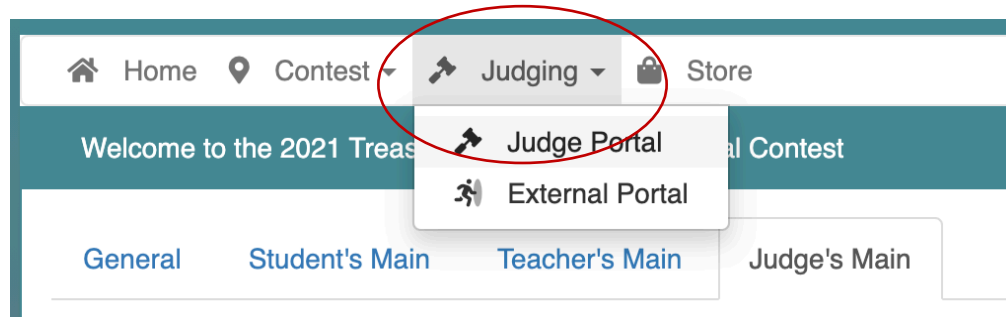 Home Contest Judging Store
Judge Portal
Welcome to the 2021 Treas al Contest
External Portal
General Student's Main Teacher's Main Judge's Main